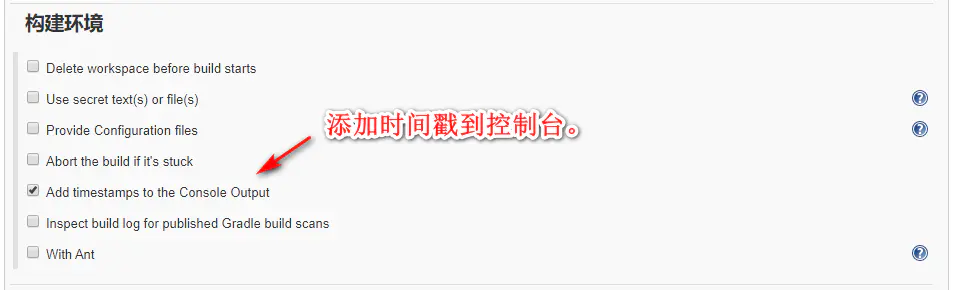 构建环境
Delete workspace before build starts
Use secret text(s) or file(s)
Provide Configuration files
添加时间戳到控制台。
Abort the build if it's stuck
Add timestamps to the Console Output
Inspect build log for published Gradle build scans
With Ant